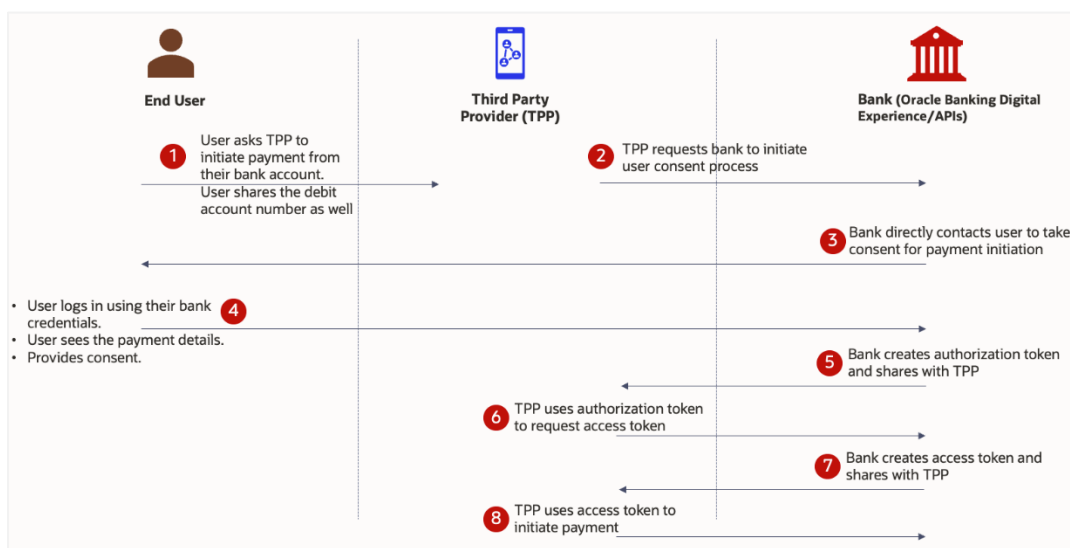 End User
Third Party
Provider (TPP)
Bank (Oracle Banking Digital
Experience/APIs)
1
User asks TPP to
initiate payment from
their bank account.
User shares the debit
account number as well
2
TPP requests bank to initiate
user consent process
3
Bank directly contacts user to take
consent for payment initiation
4
• User logs in using their bank
credentials.
• User sees the payment details.
• Provides consent.
5
Bank creates authorization token
and shares with TPP
6
TPP uses authorization token
to request access token
7
Bank creates access token and
shares with TPP
8
TPP uses access token to
initiate payment